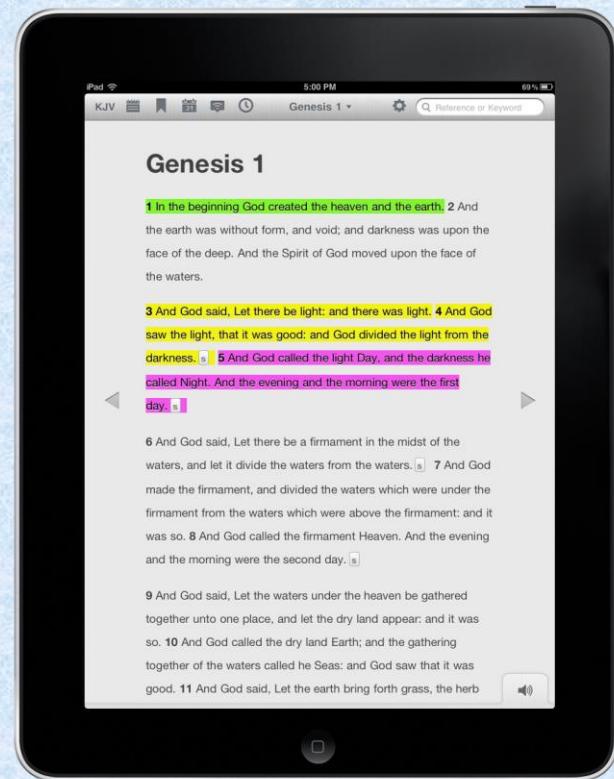 iPad 5:00 PM 69%
KJV 31 Genesis 1 Reference or Keyword
Genesis 1
1 In the beginning God created the heaven and the earth. 2 And
the earth was without form, and void; and darkness was upon the
face of the deep. And the Spirit of God moved upon the face of
the waters.
3 And God said, Let there be light: and there was light. 4 And God
saw the light, that it was good: and God divided the light from the
darkness. s 5 And God called the light Day, and the darkness he
called Night. And the evening and the morning were the first
day. s
6 And God said, Let there be a firmament in the midst of the
waters, and let it divide the waters from the waters. s 7 And God
made the firmament, and divided the waters which were under the
firmament from the waters which were above the firmament: and it
was so. 8 And God called the firmament Heaven. And the evening
and the morning were the second day. s
9 And God said, Let the waters under the heaven be gathered
together unto one place, and let the dry land appear: and it was
so. 10 And God called the dry land Earth; and the gathering
together of the waters called he Seas: and God saw that it was
good. 11 And God said, Let the earth bring forth grass, the herb